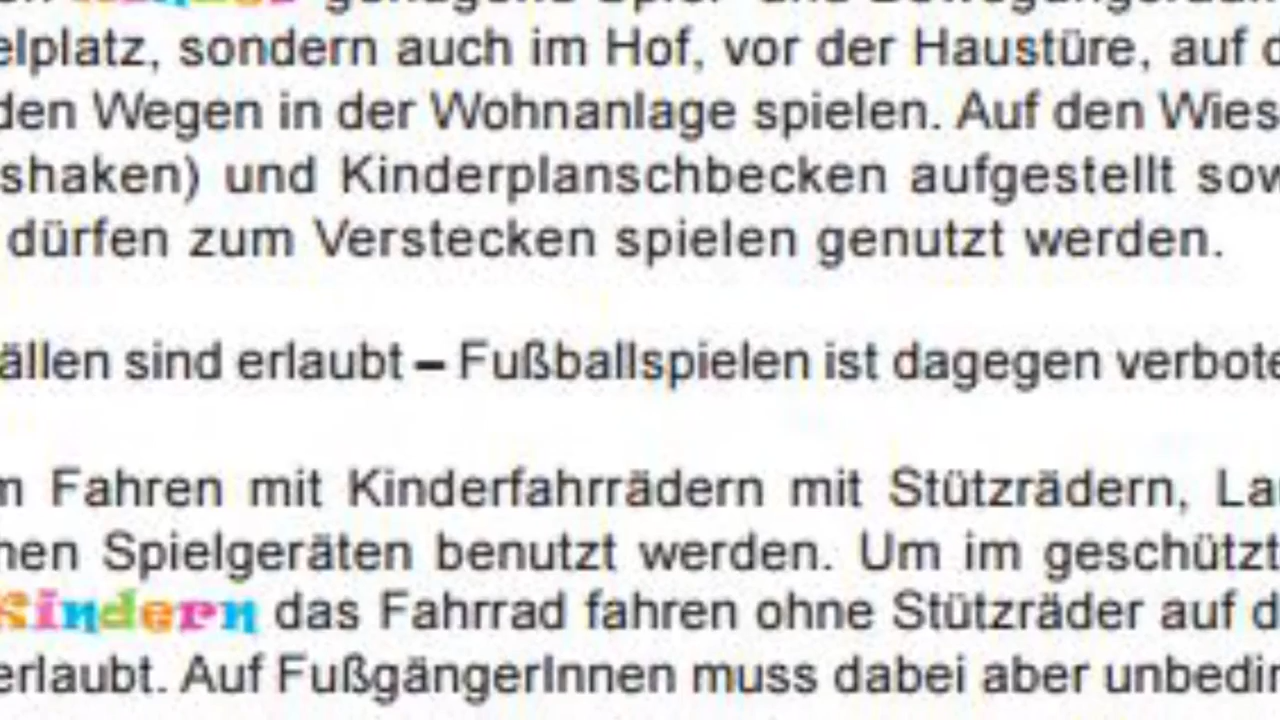 elplatz, sondern auch im Hof, vor der Haustüre, auf d
den Wegen in der Wohnanlage spielen. Auf den Wies
shaken) und Kinderplanschbecken aufgestellt sow
dürfen zum Verstecken spielen genutzt werden.
ällen sind erlaubt – Fußballspielen ist dagegen verbote
m Fahren mit Kinderfahrrädern mit Stützrädern, Lau
nen Spielgeräten benutzt werden. Um im geschützt
Kindern das Fahrrad fahren ohne Stützräder auf d
erlaubt. Auf FußgängerInnen muss dabei aber unbedin